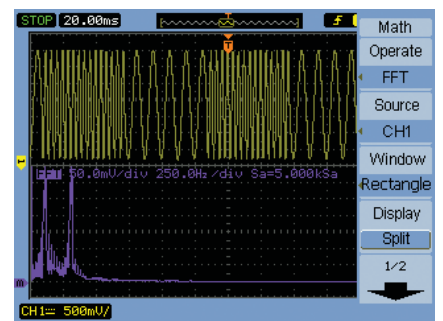 STOP 20.00ms T f
Math
Operate
FFT
Source
CH1
Window
Rectangle
Display
Split
1/2
T
1
FFT 50.0mV/div 250.0Hz/div Sa=5.000kSa
m
CH1 500mV/